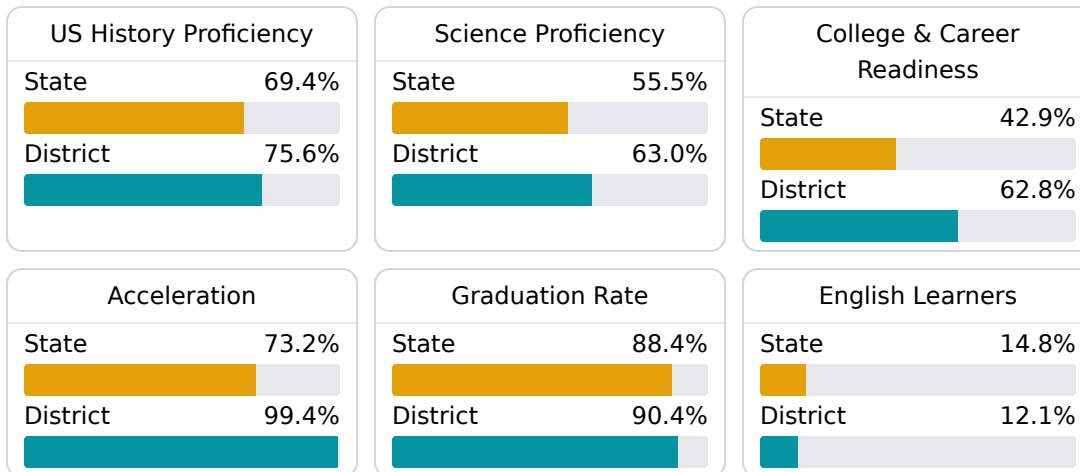 US History Proficiency
State 69.4%
District 75.6%
Science Proficiency
State 55.5%
District 63.0%
College & Career
Readiness
State 42.9%
District 62.8%
Acceleration
State 73.2%
District 99.4%
Graduation Rate
State 88.4%
District 90.4%
English Learners
State 14.8%
District 12.1%